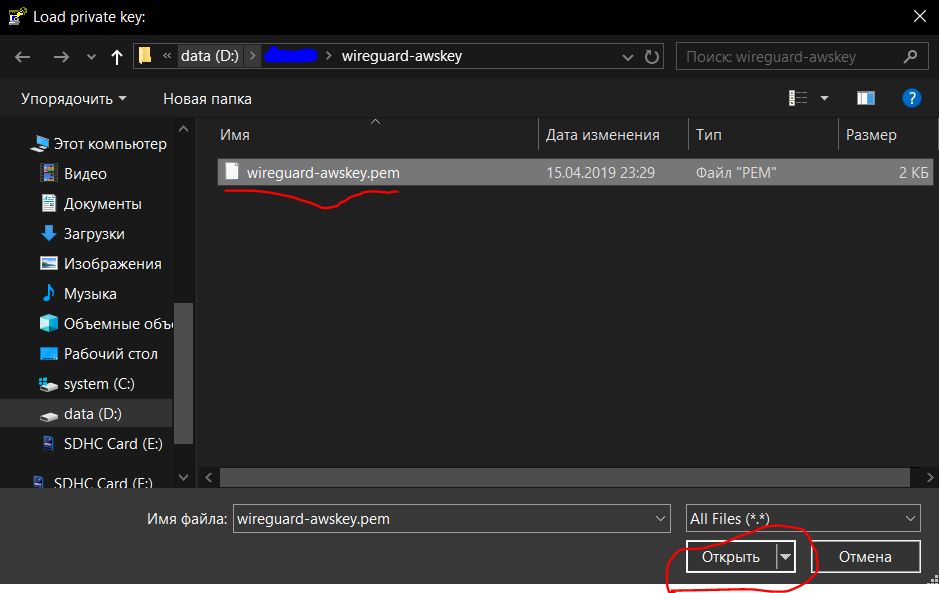 Load private key:
« data (D:) > > wireguard-awskey
Поиск: wireguard-awskey
Упорядочить Новая папка
?
Имя Дата изменения Тип Размер
wireguard-awskey.pem 15.04.2019 23:29 Файл "PEM" 2 КБ
Этот компьютер
Видео
Документы
Загрузки
Изображения
Музыка
Объемные объ
Рабочий стол
system (C:)
data (D:)
SDHC Card (E:)
SDHC Card (E:)
Имя файла: wireguard-awskey.pem All Files (*.*)
Открыть Отмена